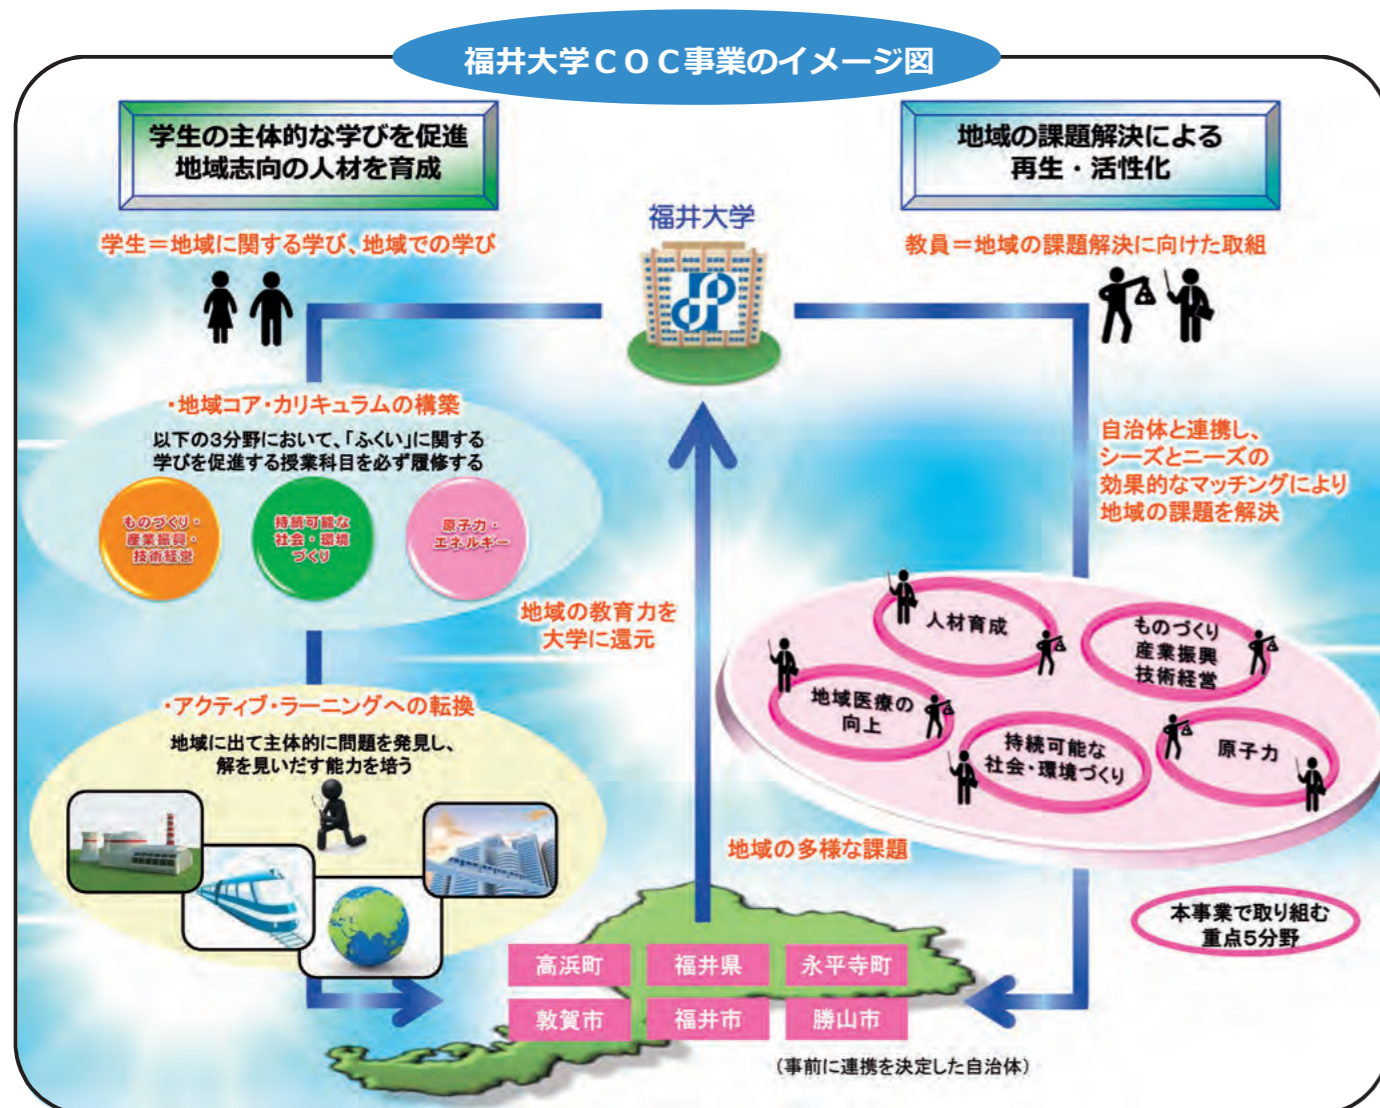 福井大学ＣＯＣ事業のイメージ図
学生の主体的な学びを促進
地域志向の人材を育成
学生＝地域に関する学び、地域での学び
福井大学
地域の課題解決による
再生・活性化
教員＝地域の課題解決に向けた取組
・地域コア・カリキュラムの構築
以下の3分野において、「ふくい」に関する
学びを促進する授業科目を必ず履修する
ものづくり・
産業振興・
技術経営
持続可能な
社会・環境
づくり
原子力・
エネルギー
・アクティブ・ラーニングへの転換
地域に出て主体的に問題を発見し、
解を見いだす能力を培う
地域の教育力を
大学に還元
自治体と連携し、
シーズとニーズの
効果的なマッチングにより
地域の課題を解決
人材育成
ものづくり
産業振興
技術経営
地域医療の
向上
持続可能な
社会・環境づくり
原子力
地域の多様な課題
本事業で取り組む
重点5分野
高浜町
福井県
永平寺町
敦賀市
福井市
勝山市
（事前に連携を決定した自治体）